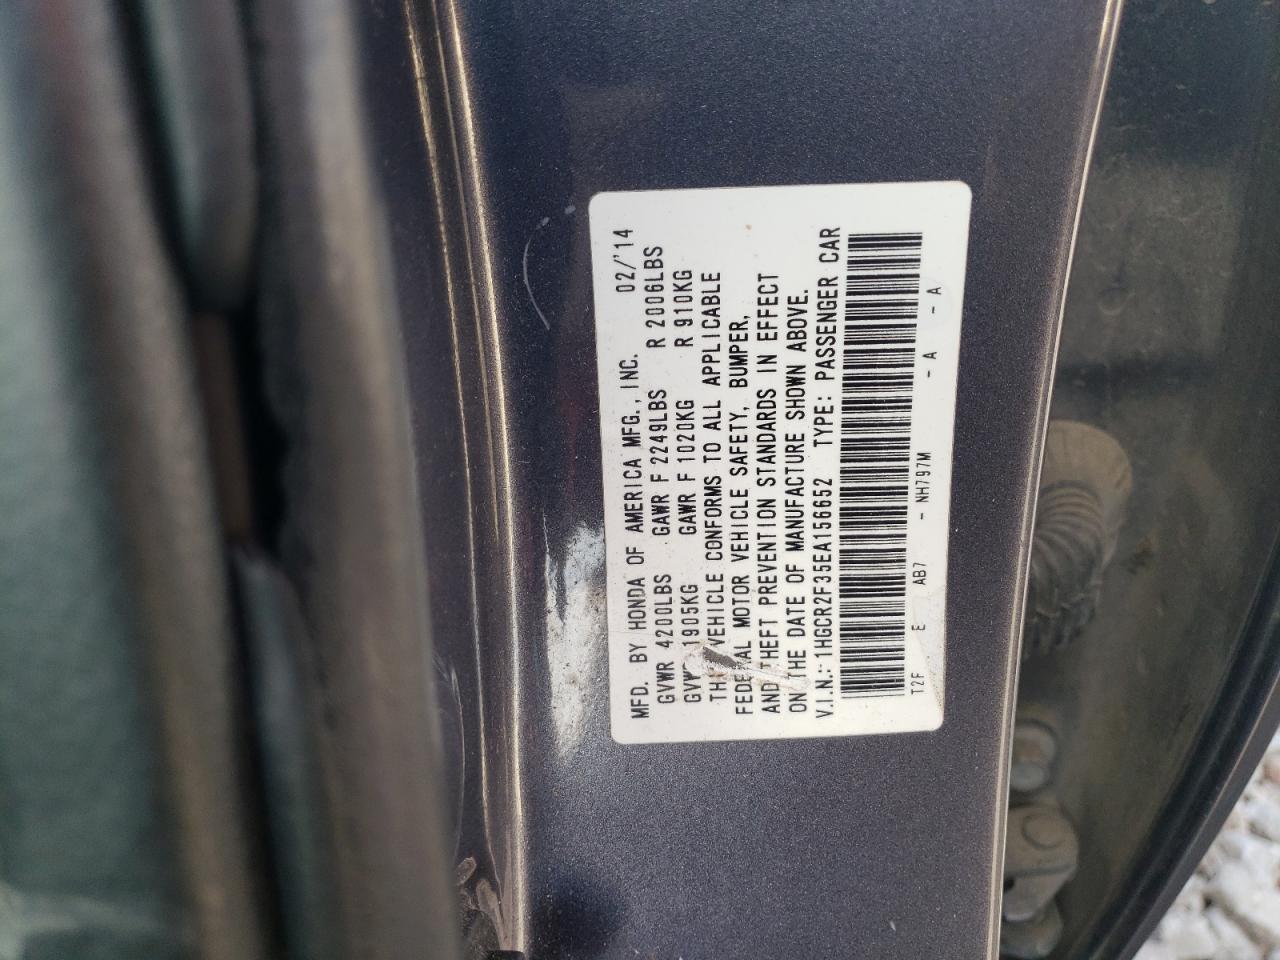 MFD. BY HONDA OF AMERICA MFG., INC. 02/'14
GVWR 4200LBS GAWR F 2249LBS R 2006LBS
GVWR 1905KG GAWR F 1020KG R 910KG
THIS VEHICLE CONFORMS TO ALL APPLICABLE
FEDERAL MOTOR VEHICLE SAFETY, BUMPER,
AND THEFT PREVENTION STANDARDS IN EFFECT
ON THE DATE OF MANUFACTURE SHOWN ABOVE.
V.I.N.: 1HGCR2F35EA156652 TYPE: PASSENGER CAR
T2F E AB7 - NH797M - A - A